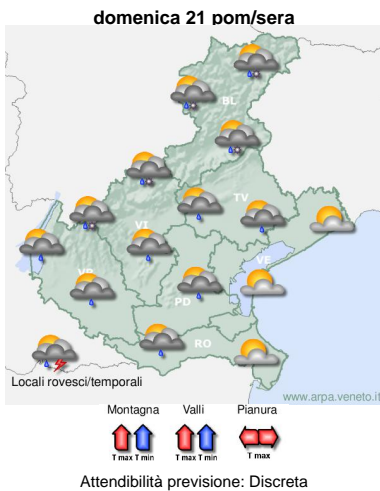 domenica 21 pom/sera
BL
TV
VI
VE
VR
PD
RO
Locali rovesci/temporali
www.arpa.veneto.it
Montagna Valli Pianura
T max T min T max T min T max
Attendibilità previsione: Discreta